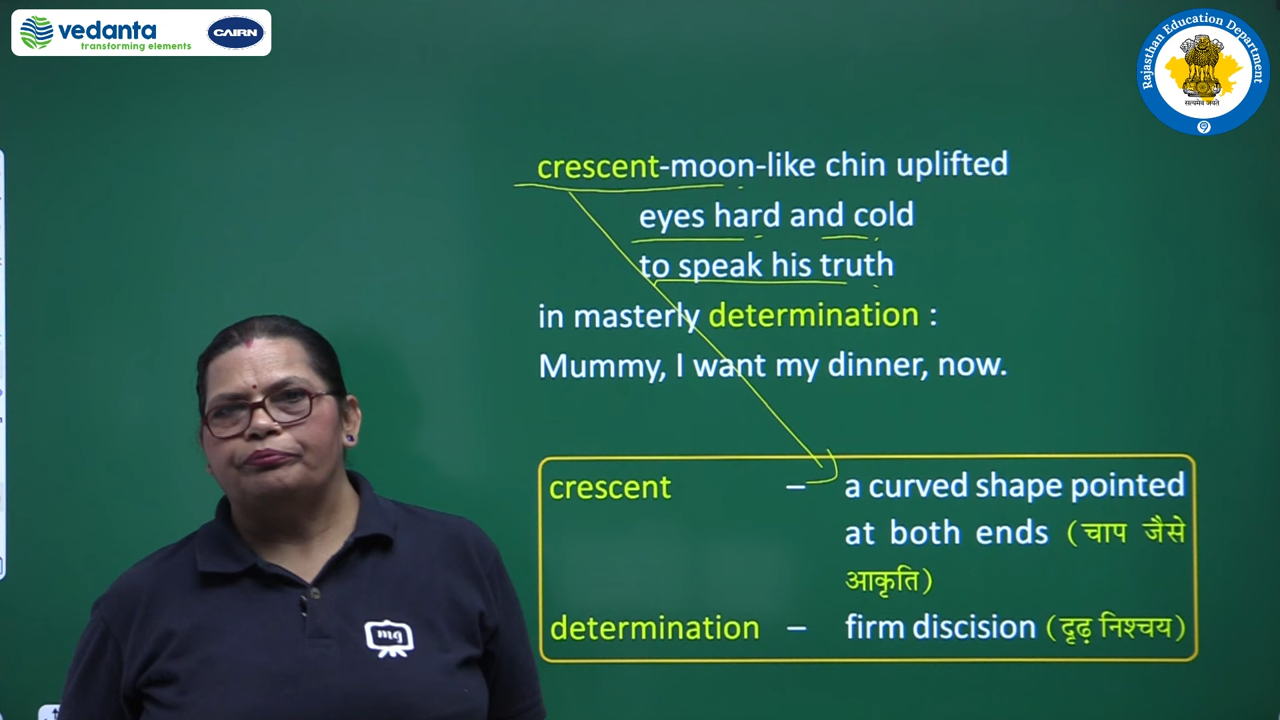 vedanta
transforming elements
CAIRN
Rajasthan Education Department
सत्यमेव जयते
crescent-moon-like chin uplifted
eyes hard and cold
to speak his truth
in masterly determination :
Mummy, I want my dinner, now.
crescent – a curved shape pointed
at both ends (चाप जैसे
आकृति)
determination – firm discision (दृढ़ निश्चय)
mg